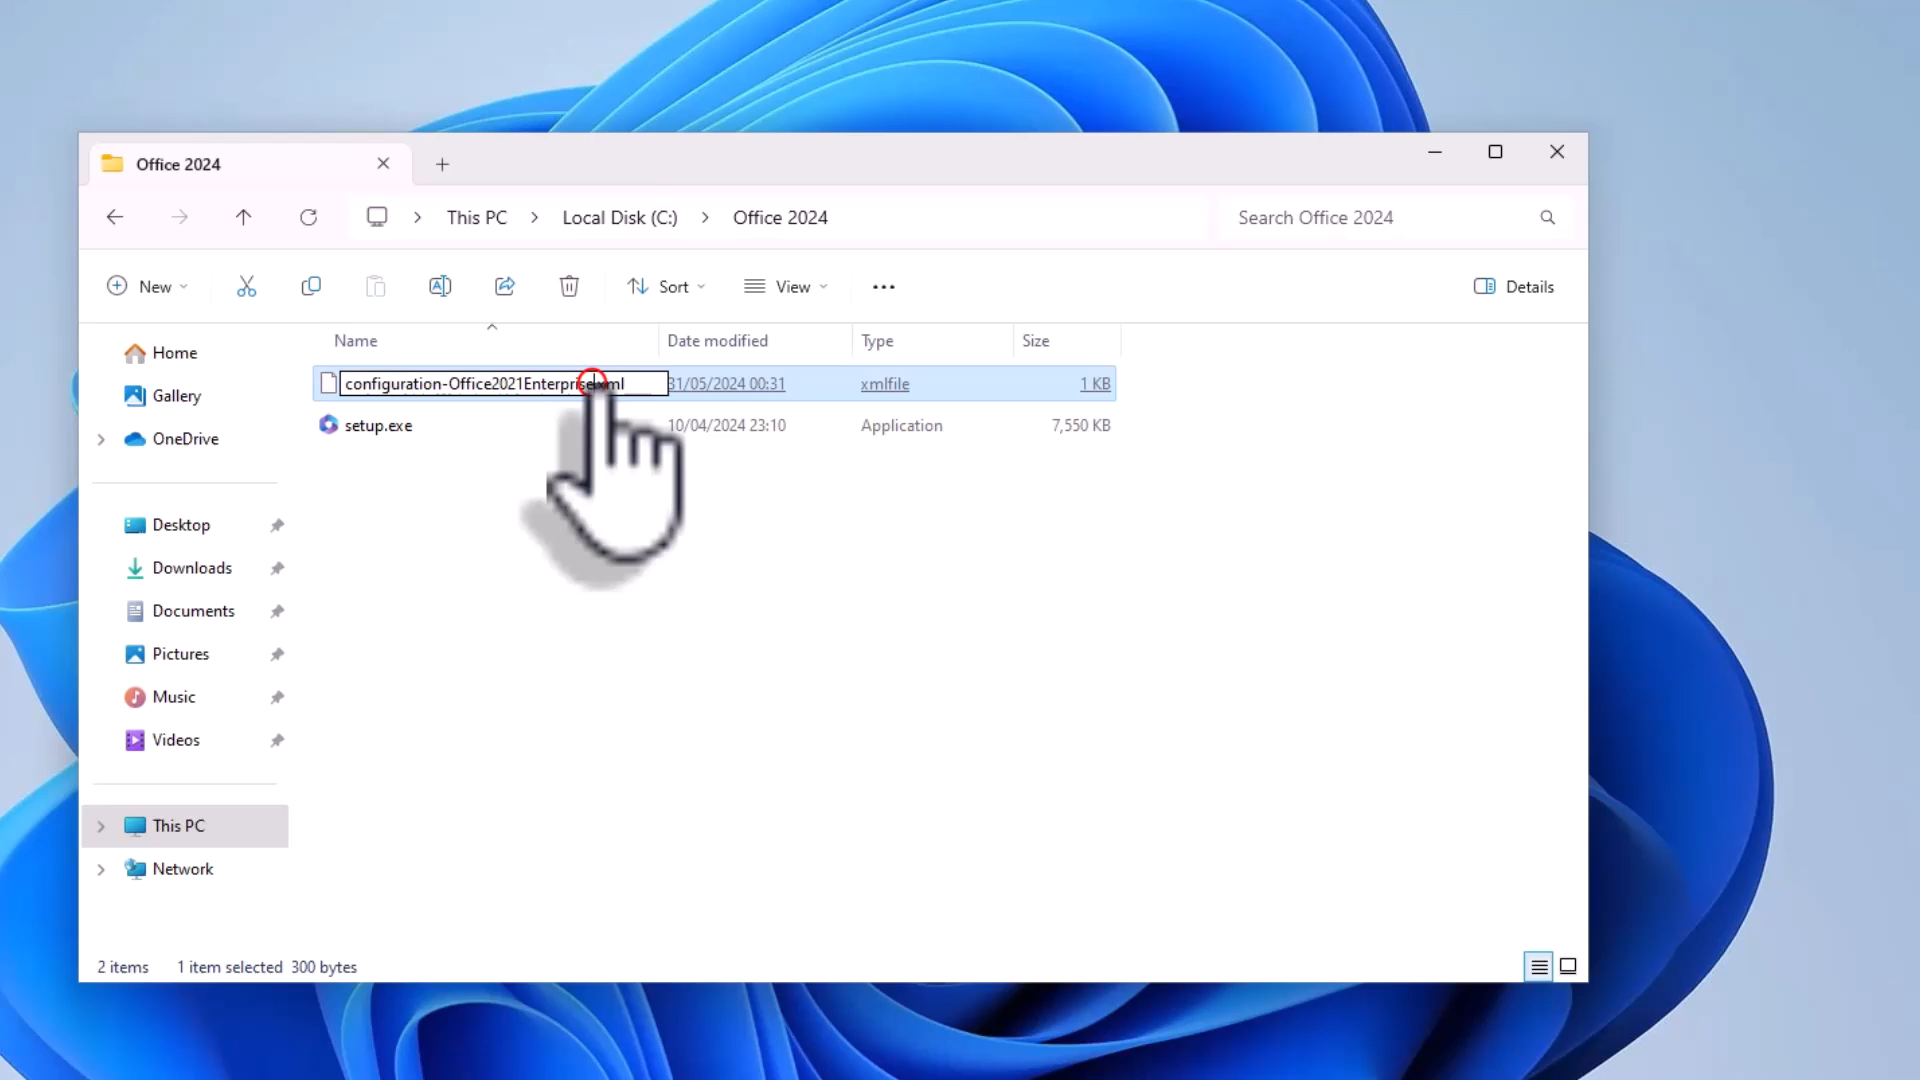 Office 2024
This PC > Local Disk (C:) > Office 2024
Search Office 2024
New
Sort
View
Details
Name
Date modified
Type
Size
configuration-Office2021Enterprise.xml
31/05/2024 00:31
xmlfile
1 KB
setup.exe
10/04/2024 23:10
Application
7,550 KB
Home
Gallery
OneDrive
Desktop
Downloads
Documents
Pictures
Music
Videos
This PC
Network
2 items
1 item selected 300 bytes